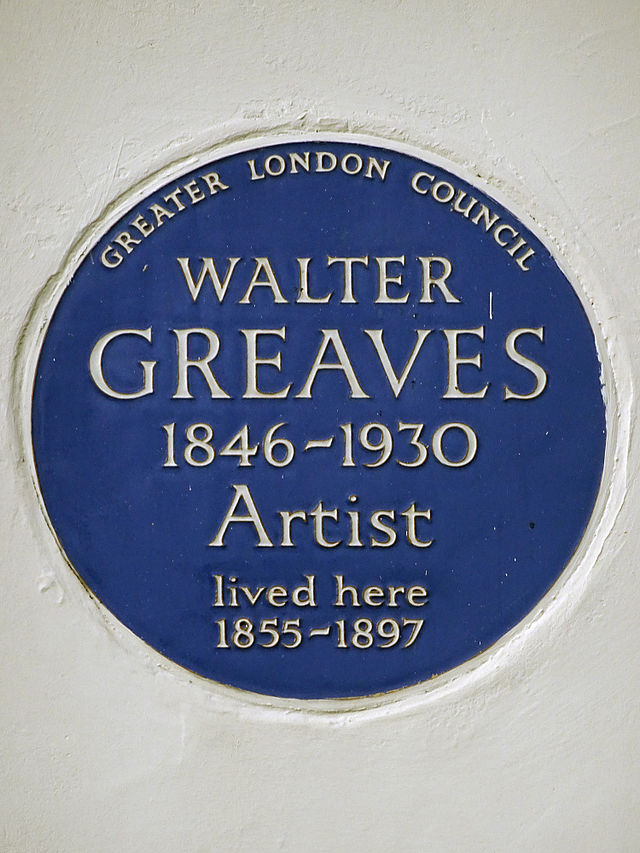 GREATER LONDON COUNCIL
WALTER
GREAVES
1846-1930
Artist
lived here
1855-1897